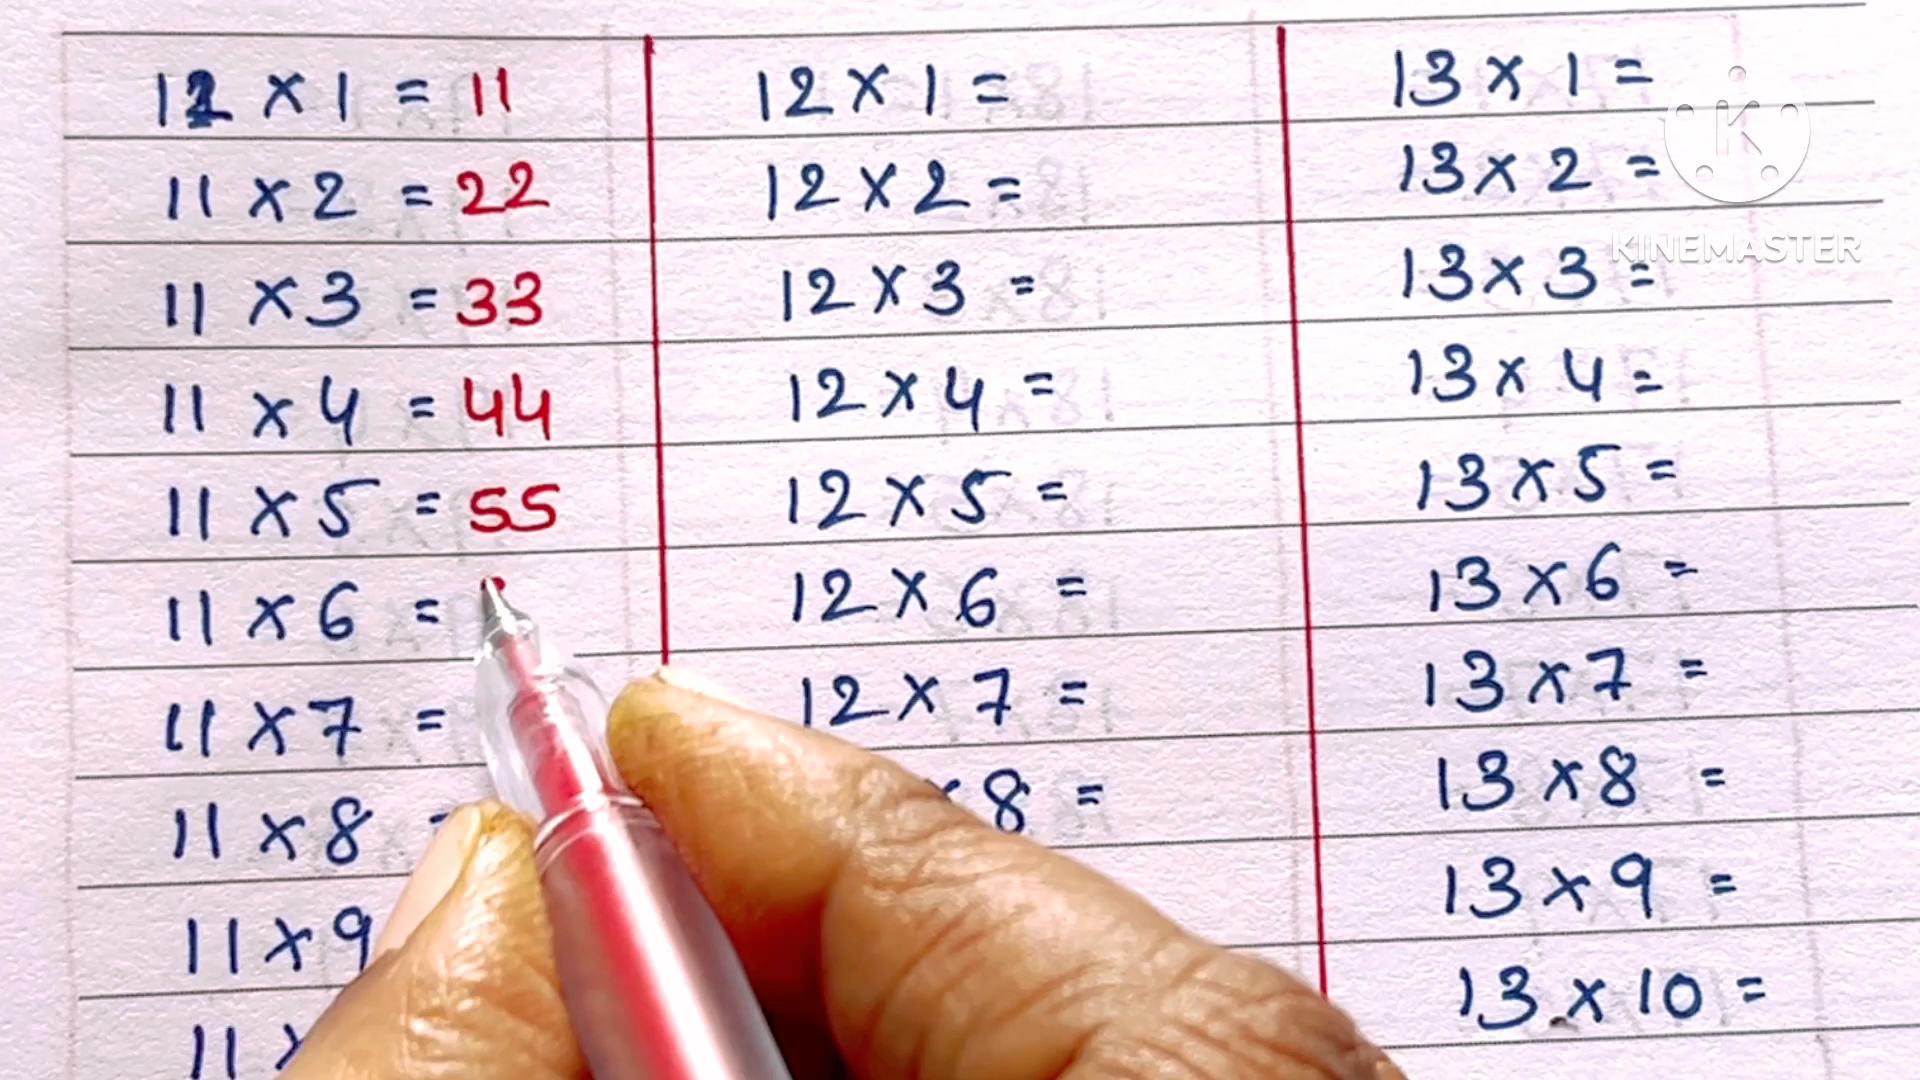 11 × 1 = 11
11 × 2 = 22
11 × 3 = 33
11 × 4 = 44
11 × 5 = 55
11 × 6 =
11 × 7 =
11 × 8
11 × 9
11 ×
12 × 1 =
12 × 2 =
12 × 3 =
12 × 4 =
12 × 5 =
12 × 6 =
12 × 7 =
× 8 =
13 × 1 =
13 × 2 =
13 × 3 =
13 × 4 =
13 × 5 =
13 × 6 =
13 × 7 =
13 × 8 =
13 × 9 =
13 × 10 =
K
KINEMASTER